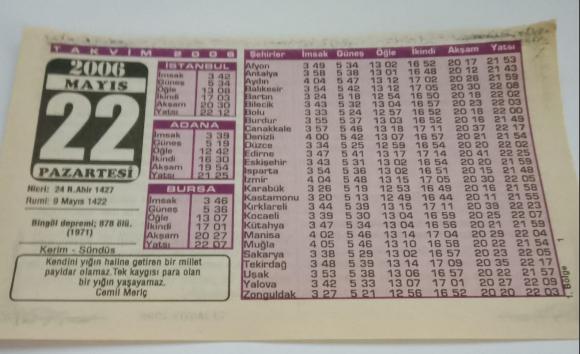 TAKVİM 2006
2006
MAYIS
22
PAZARTESİ
Hicri: 24 R.Ahir 1427
Rumi: 9 Mayıs 1422
Bingöl depremi; 878 ölü.
(1971)
Kerim - Sündüs
Kendini yığın haline getiren bir millet
payidar olamaz. Tek kaygısı para olan
bir yığın yaşayamaz.
Cemil Meriç
İSTANBUL
İmsak 3 42
Güneş 5 34
Öğle 13 08
İkindi 17 03
Akşam 20 30
Yatsı 22 12
ADANA
İmsak 3 39
Güneş 5 19
Öğle 12 42
İkindi 16 30
Akşam 19 54
Yatsı 21 25
BURSA
İmsak 3 46
Güneş 5 36
Öğle 13 07
İkindi 17 01
Akşam 20 27
Yatsı 22 07
Şehirler İmsak Güneş Öğle İkindi Akşam Yatsı
Afyon 3 49 5 34 13 02 16 52 20 17 21 53
Antalya 3 58 5 38 13 01 16 48 20 12 21 43
Aydın 4 04 5 47 13 12 17 02 20 26 21 59
Balıkesir 3 54 5 42 13 12 17 05 20 30 22 08
Bartın 3 24 5 18 12 54 16 50 20 19 22 02
Bilecik 3 43 5 32 13 04 16 57 20 23 22 03
Bolu 3 33 5 24 12 57 16 52 20 18 22 00
Burdur 3 55 5 37 13 03 16 52 20 16 21 49
Çanakkale 3 57 5 46 13 18 17 11 20 37 22 17
Denizli 4 00 5 42 13 07 16 57 20 21 21 54
Düzce 3 34 5 25 12 59 16 54 20 20 22 02
Edirne 3 47 5 41 13 17 17 14 20 41 22 25
Eskişehir 3 43 5 31 13 02 16 54 20 20 21 59
Isparta 3 54 5 36 13 02 16 51 20 15 21 48
İzmir 4 04 5 48 13 15 17 05 20 30 22 05
Karabük 3 26 5 19 12 53 16 49 20 16 21 58
Kastamonu 3 20 5 13 12 49 16 44 20 11 21 55
Kırklareli 3 44 5 39 13 15 17 11 20 39 22 23
Kocaeli 3 39 5 30 13 04 16 59 20 25 22 07
Kütahya 3 47 5 34 13 04 16 56 20 21 21 59
Manisa 4 02 5 46 13 14 17 04 20 29 22 04
Muğla 4 05 5 46 13 10 16 58 20 22 21 54
Sakarya 3 38 5 29 13 02 16 57 20 23 22 05
Tekirdağ 3 48 5 39 13 14 17 09 20 35 22 17
Uşak 3 53 5 38 13 06 16 57 20 22 21 57
Yalova 3 42 5 33 13 07 17 01 20 27 22 09
Zonguldak 3 27 5 21 12 56 16 52 20 20 22 03
1. Bölge
1